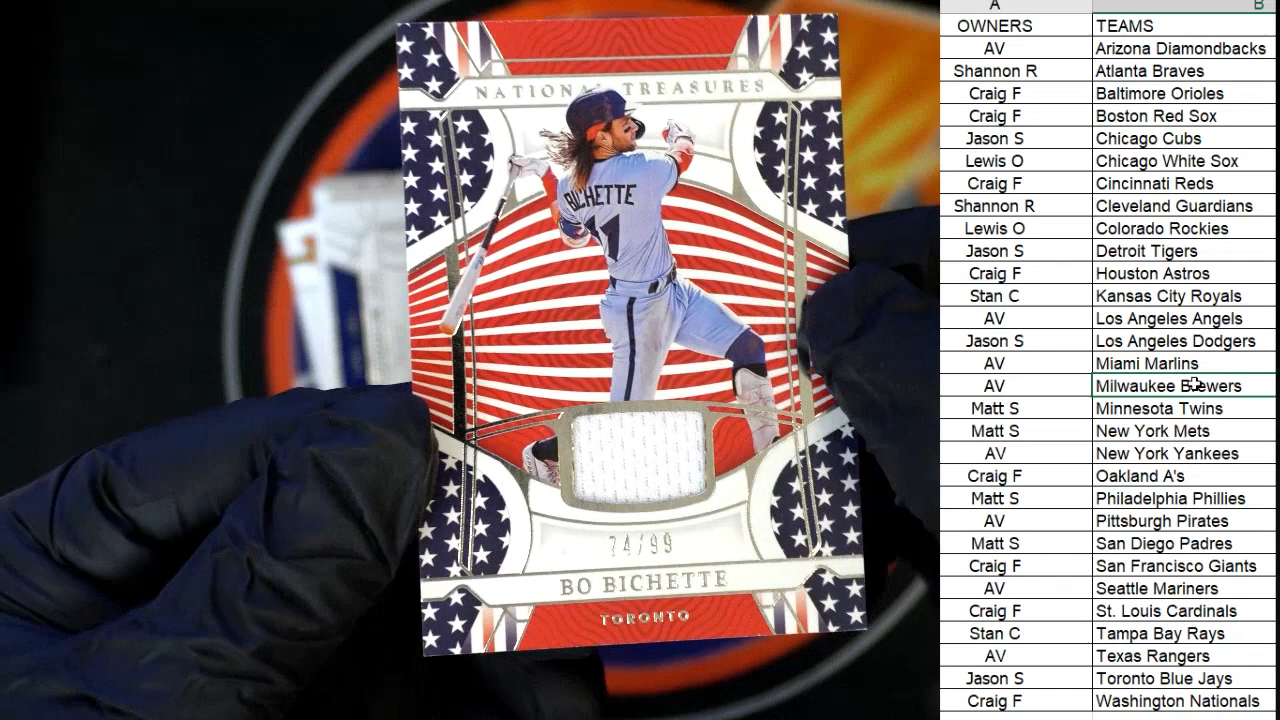 NATIONAL TREASURES
BICHETTE
11
74/99
BO BICHETTE
TORONTO
A B
OWNERS TEAMS
AV Arizona Diamondbacks
Shannon R Atlanta Braves
Craig F Baltimore Orioles
Craig F Boston Red Sox
Jason S Chicago Cubs
Lewis O Chicago White Sox
Craig F Cincinnati Reds
Shannon R Cleveland Guardians
Lewis O Colorado Rockies
Jason S Detroit Tigers
Craig F Houston Astros
Stan C Kansas City Royals
AV Los Angeles Angels
Jason S Los Angeles Dodgers
AV Miami Marlins
AV Milwaukee Brewers
Matt S Minnesota Twins
Matt S New York Mets
AV New York Yankees
Craig F Oakland A's
Matt S Philadelphia Phillies
AV Pittsburgh Pirates
Matt S San Diego Padres
Craig F San Francisco Giants
AV Seattle Mariners
Craig F St. Louis Cardinals
Stan C Tampa Bay Rays
AV Texas Rangers
Jason S Toronto Blue Jays
Craig F Washington Nationals